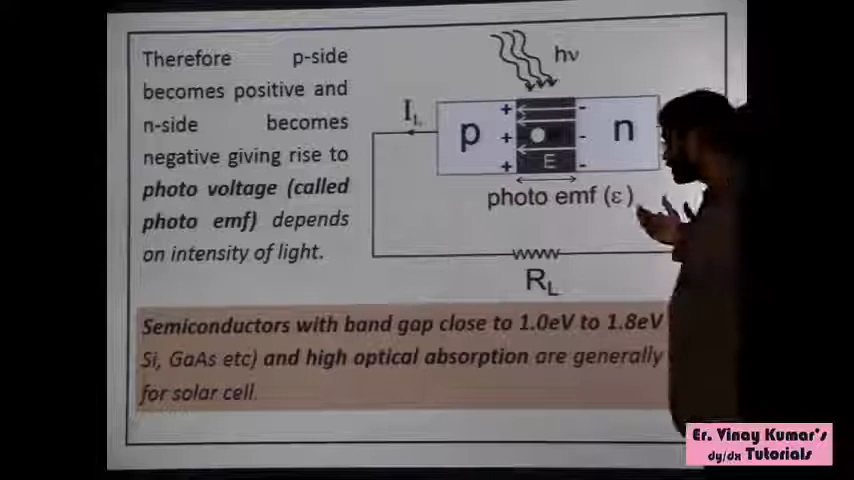 Therefore p-side
becomes positive and
n-side becomes
negative giving rise to
photo voltage (called
photo emf) depends
on intensity of light.
hν
I_L
+ -
p + - n
+ E -
photo emf (ε)
R_L
Semiconductors with band gap close to 1.0eV to 1.8eV
Si, GaAs etc) and high optical absorption are generally
for solar cell.
Er. Vinay Kumar's
dy/dx Tutorials